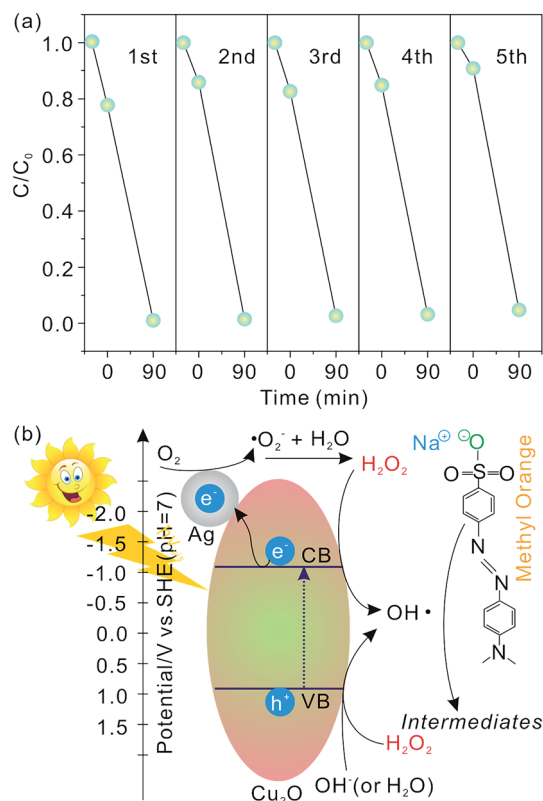 (a)
1st 2nd 3rd 4th 5th
1.0
0.8
0.6
0.4
0.2
0.0
C/C₀
0 90 0 90 0 90 0 90 0 90
Time (min)
(b)
O₂
•O₂⁻ + H₂O
H₂O₂
Na⊕ ⊖O
O S O
Methyl Orange
N
N
N
e⁻
Ag
e⁻
CB
OH •
h⁺
VB
Intermediates
H₂O₂
OH⁻(or H₂O)
Cu₂O
-2.0
-1.5
-1.0
-0.5
0.0
0.5
1.0
1.5
Potential/V vs.SHE(pH=7)